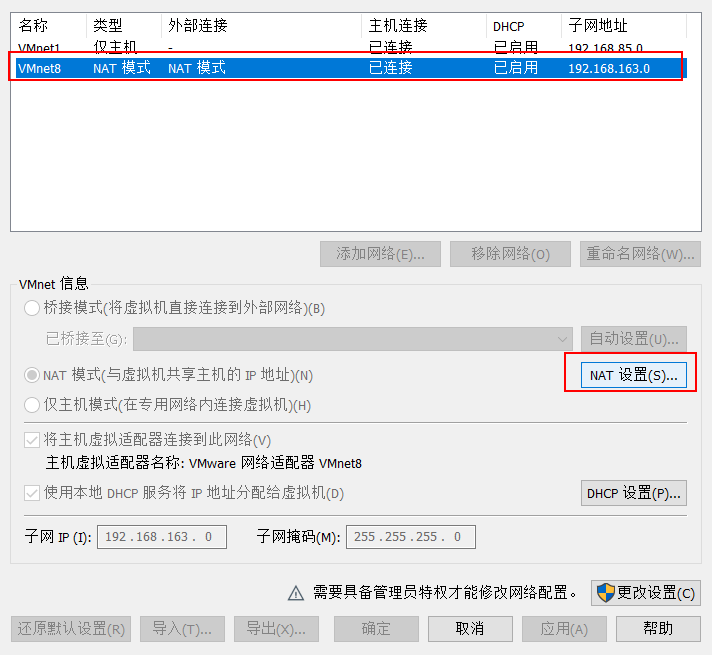 名称 类型 外部连接 主机连接 DHCP 子网地址
VMnet1 仅主机... - 已连接 已启用 192.168.85.0
VMnet8 NAT 模式 NAT 模式 已连接 已启用 192.168.163.0
添加网络(E)... 移除网络(O) 重命名网络(W)...
VMnet 信息
桥接模式(将虚拟机直接连接到外部网络)(B)
已桥接至(G): 自动设置(U)...
NAT 模式(与虚拟机共享主机的 IP 地址)(N) NAT 设置(S)...
仅主机模式(在专用网络内连接虚拟机)(H)
将主机虚拟适配器连接到此网络(V)
主机虚拟适配器名称: VMware 网络适配器 VMnet8
使用本地 DHCP 服务将 IP 地址分配给虚拟机(D) DHCP 设置(P)...
子网 IP (I): 192 . 168 . 163 . 0 子网掩码(M): 255 . 255 . 255 . 0
需要具备管理员特权才能修改网络配置。 更改设置(C)
还原默认设置(R) 导入(T)... 导出(X)... 确定 取消 应用(A) 帮助